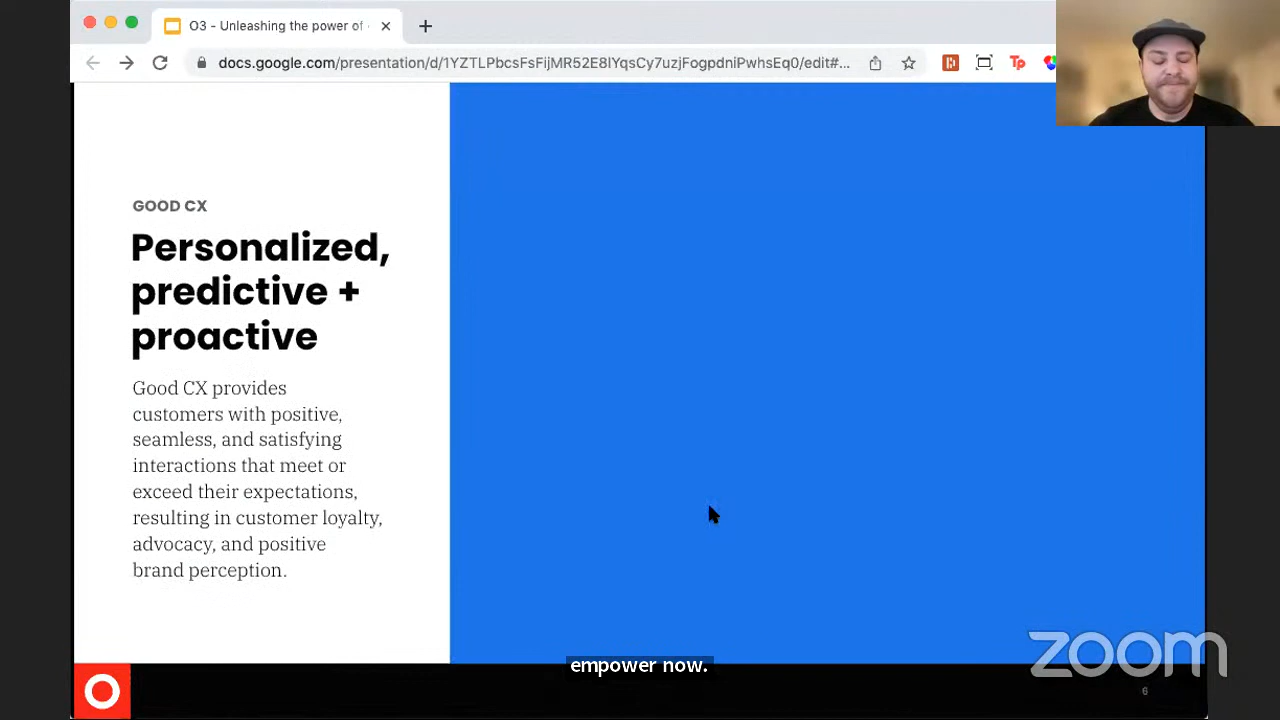 O3 - Unleashing the power of
docs.google.com/presentation/d/1YZTLPbcsFsFijMR52E8lYqsCy7uzjFogpdniPwhsEq0/edit#...
Tp
GOOD CX
Personalized,
predictive +
proactive
Good CX provides
customers with positive,
seamless, and satisfying
interactions that meet or
exceed their expectations,
resulting in customer loyalty,
advocacy, and positive
brand perception.
empower now.
zoom
6